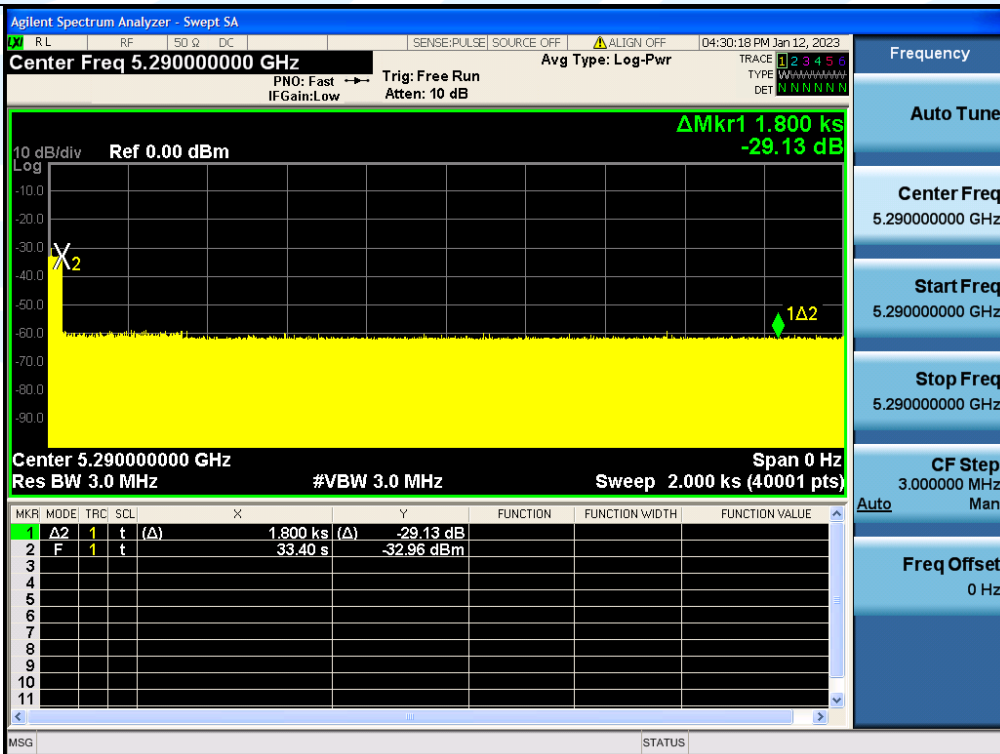 Agilent Spectrum Analyzer - Swept SA
LXI RL RF 50 Ω DC SENSE:PULSE SOURCE OFF ALIGN OFF 04:30:18 PM Jan 12, 2023
Center Freq 5.290000000 GHz
PNO: Fast
IFGain:Low
Trig: Free Run
Atten: 10 dB
Avg Type: Log-Pwr
TRACE 1 2 3 4 5 6
TYPE
DET N N N N N N
ΔMkr1 1.800 ks
-29.13 dB
10 dB/div Ref 0.00 dBm
Log
-10.0
-20.0
-30.0
-40.0
-50.0
-60.0
-70.0
-80.0
-90.0
2
1Δ2
Center 5.290000000 GHz Span 0 Hz
Res BW 3.0 MHz #VBW 3.0 MHz Sweep 2.000 ks (40001 pts)
MKR MODE TRC SCL X Y FUNCTION FUNCTION WIDTH FUNCTION VALUE
1 Δ2 1 t (Δ) 1.800 ks (Δ) -29.13 dB
2 F 1 t 33.40 s -32.96 dBm
3
4
5
6
7
8
9
10
11
MSG STATUS
Frequency
Auto Tune
Center Freq
5.290000000 GHz
Start Freq
5.290000000 GHz
Stop Freq
5.290000000 GHz
CF Step
3.000000 MHz
Auto Man
Freq Offset
0 Hz